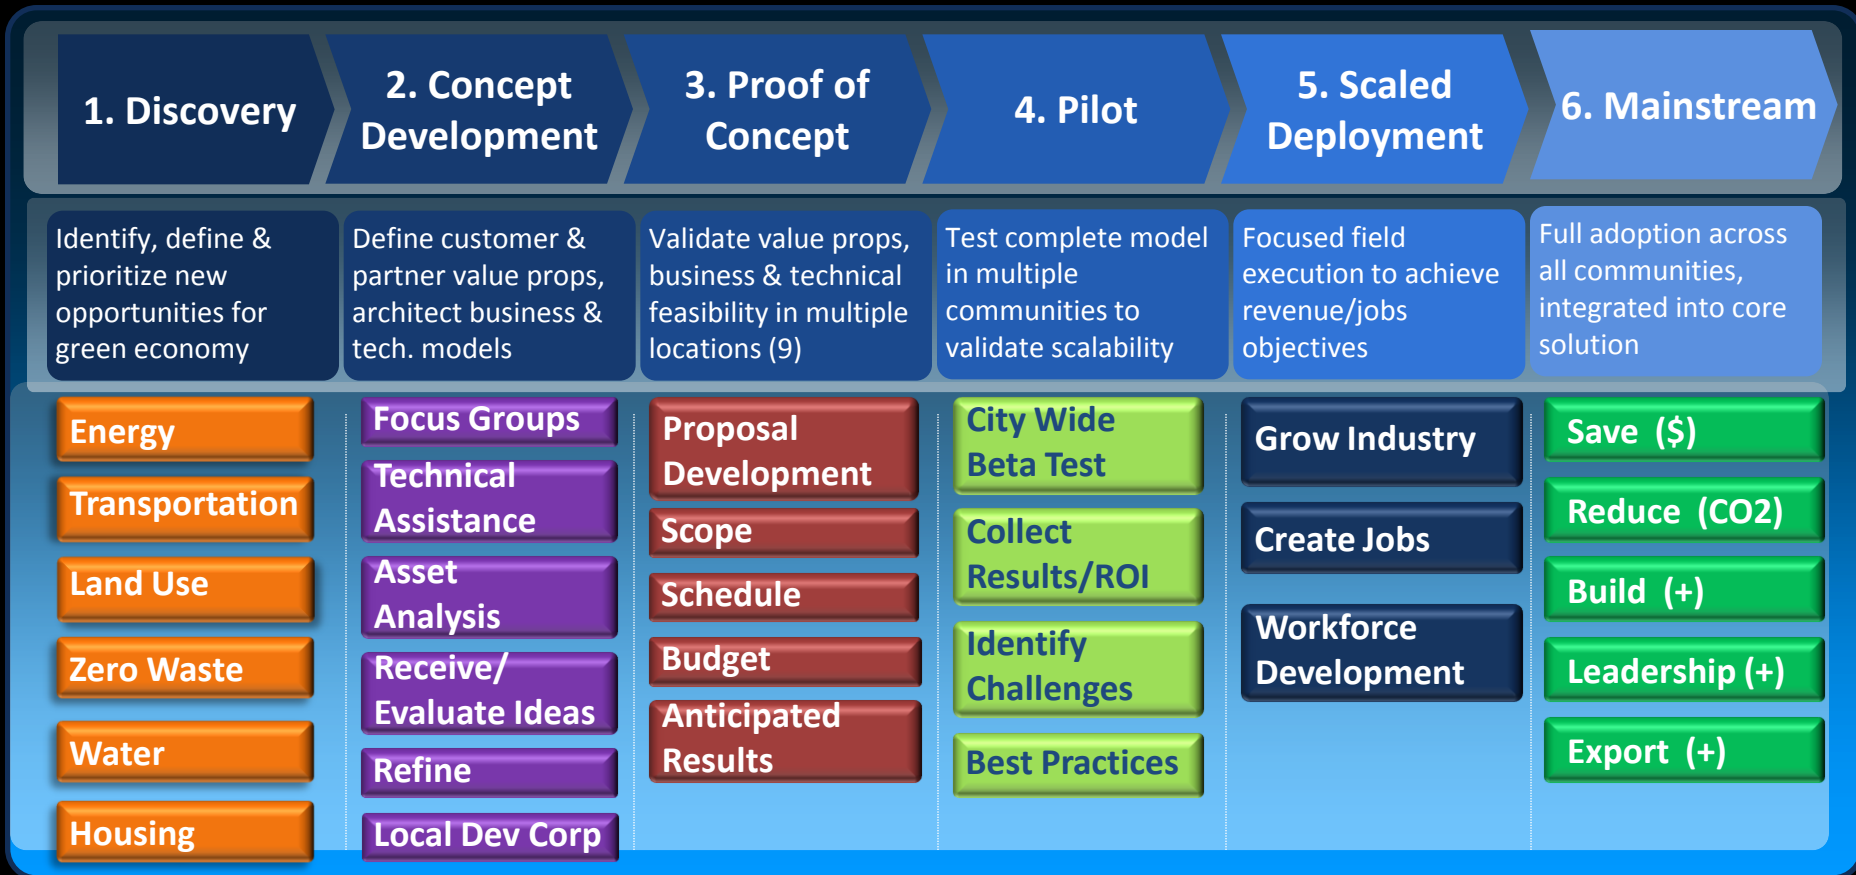 1. Discovery
2. Concept
Development
3. Proof of
Concept
4. Pilot
5. Scaled
Deployment
6. Mainstream
Identify, define &
prioritize new
opportunities for
green economy
Define customer &
partner value props,
architect business &
tech. models
Validate value props,
business & technical
feasibility in multiple
locations (9)
Test complete model
in multiple
communities to
validate scalability
Focused field
execution to achieve
revenue/jobs
objectives
Full adoption across
all communities,
integrated into core
solution
Energy
Transportation
Land Use
Zero Waste
Water
Housing
Focus Groups
Technical
Assistance
Asset
Analysis
Receive/
Evaluate Ideas
Refine
Local Dev Corp
Proposal
Development
Scope
Schedule
Budget
Anticipated
Results
City Wide
Beta Test
Collect
Results/ROI
Identify
Challenges
Best Practices
Grow Industry
Create Jobs
Workforce
Development
Save ($)
Reduce (CO2)
Build (+)
Leadership (+)
Export (+)